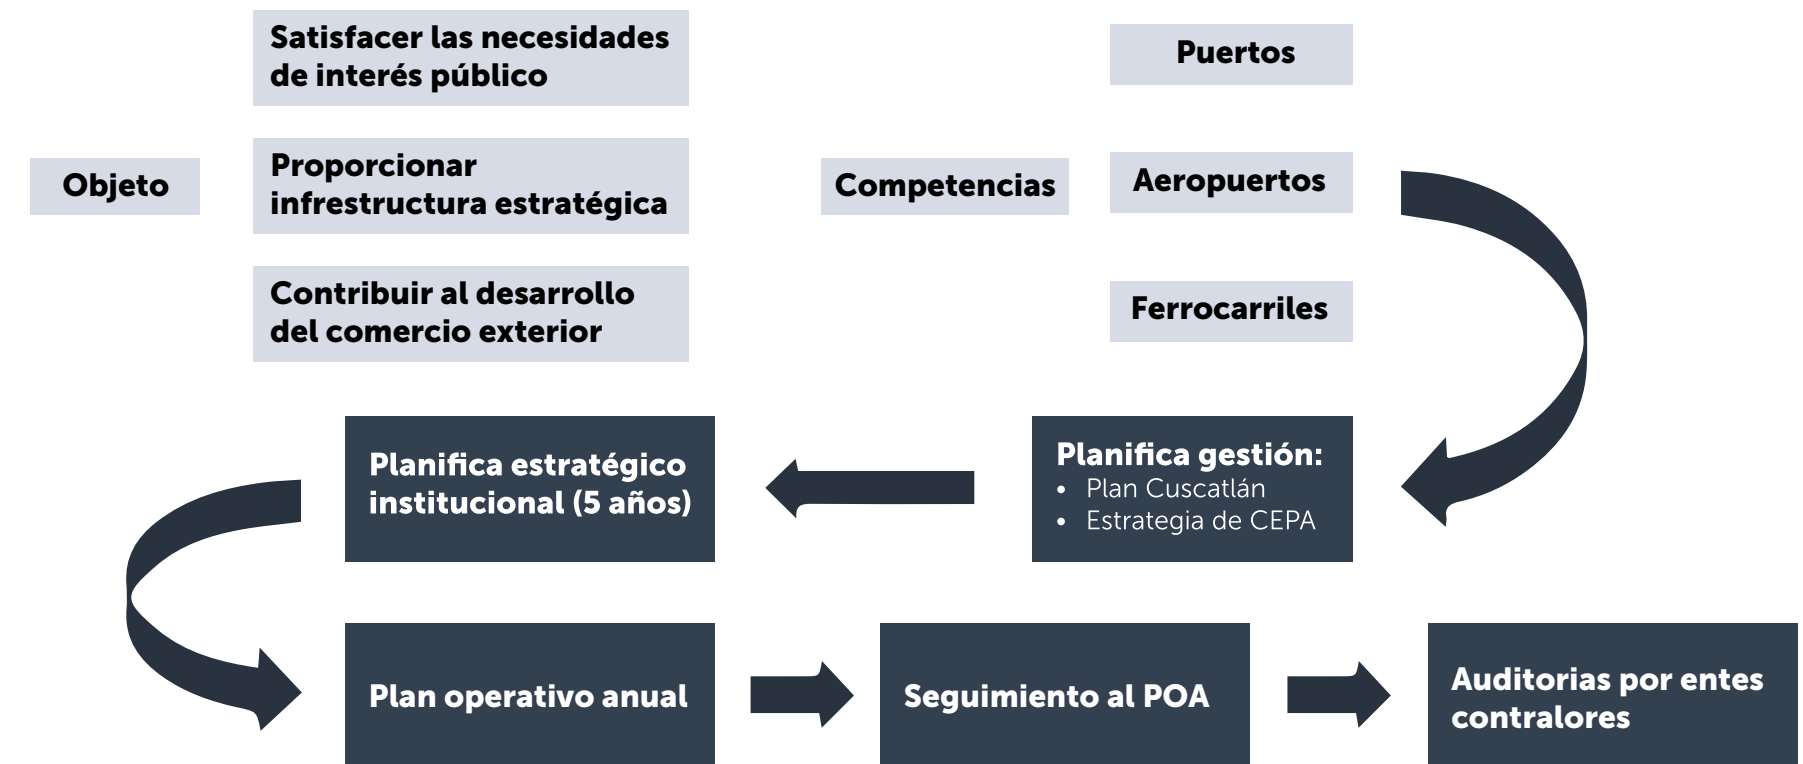 Objeto
Satisfacer las necesidades
de interés público
Proporcionar
infrestructura estratégica
Contribuir al desarrollo
del comercio exterior
Competencias
Puertos
Aeropuertos
Ferrocarriles
Planifica gestión:
• Plan Cuscatlán
• Estrategia de CEPA
Planifica estratégico
institucional (5 años)
Plan operativo anual
Seguimiento al POA
Auditorias por entes
contralores